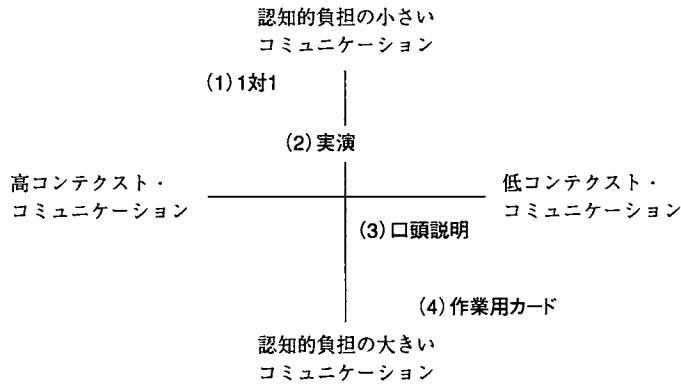 認知的負担の小さい
コミュニケーション
(1)1対1
(2)実演
高コンテクスト・
コミュニケーション
低コンテクスト・
コミュニケーション
(3)口頭説明
(4)作業用カード
認知的負担の大きい
コミュニケーション